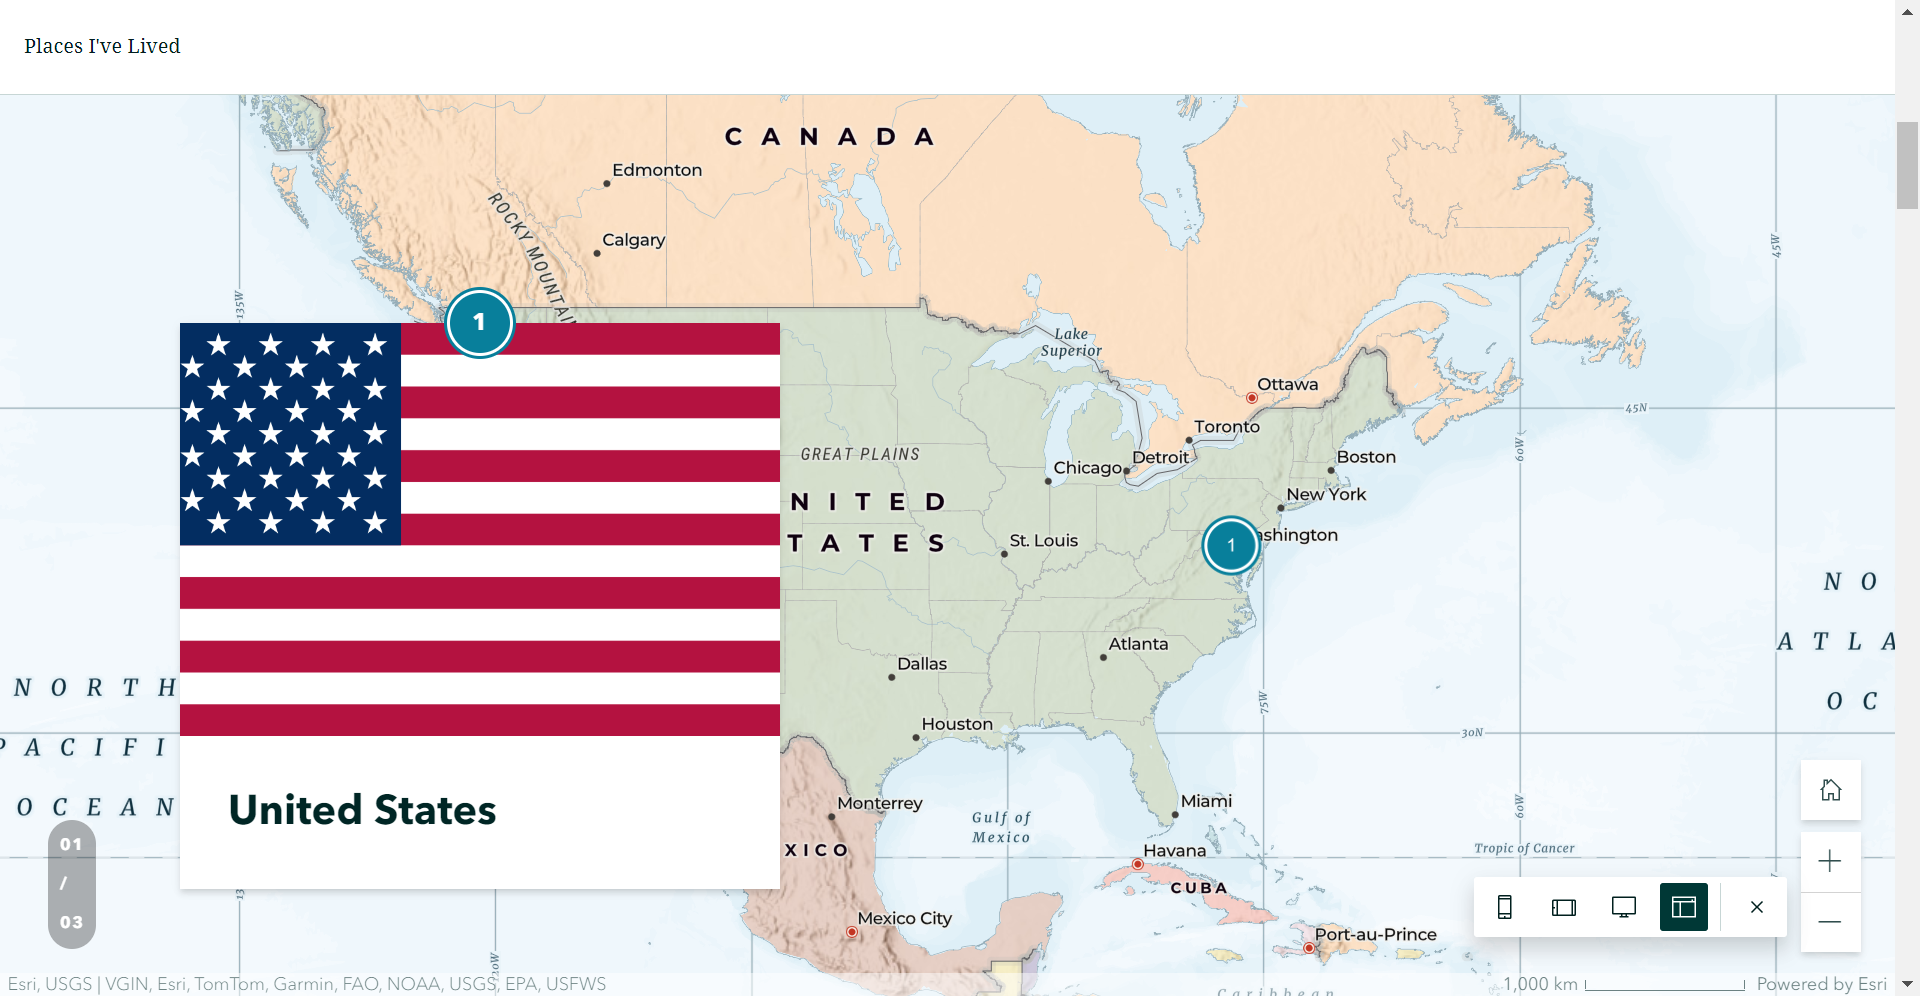 Places I've Lived
CANADA
Edmonton
ROCKY MOUNTAIN
Calgary
135W
45W
1
Lake
Superior
Ottawa
45N
Toronto
60W
GREAT PLAINS
Detroit
Boston
Chicago
New York
NITED
1
ashington
TATES
St. Louis
NO
ATLA
Atlanta
Dallas
NORTH
75W
OC
Houston
30N
PACIFI
United States
Monterrey
Miami
60W
OCEAN
Gulf of
Mexico
01
/
03
XICO
Havana
Tropic of Cancer
CUBA
Mexico City
Port-au-Prince
Esri, USGS | VGIN, Esri, TomTom, Garmin, FAO, NOAA, USGS, EPA, USFWS
Caribbean
1,000 km
Powered by Esri